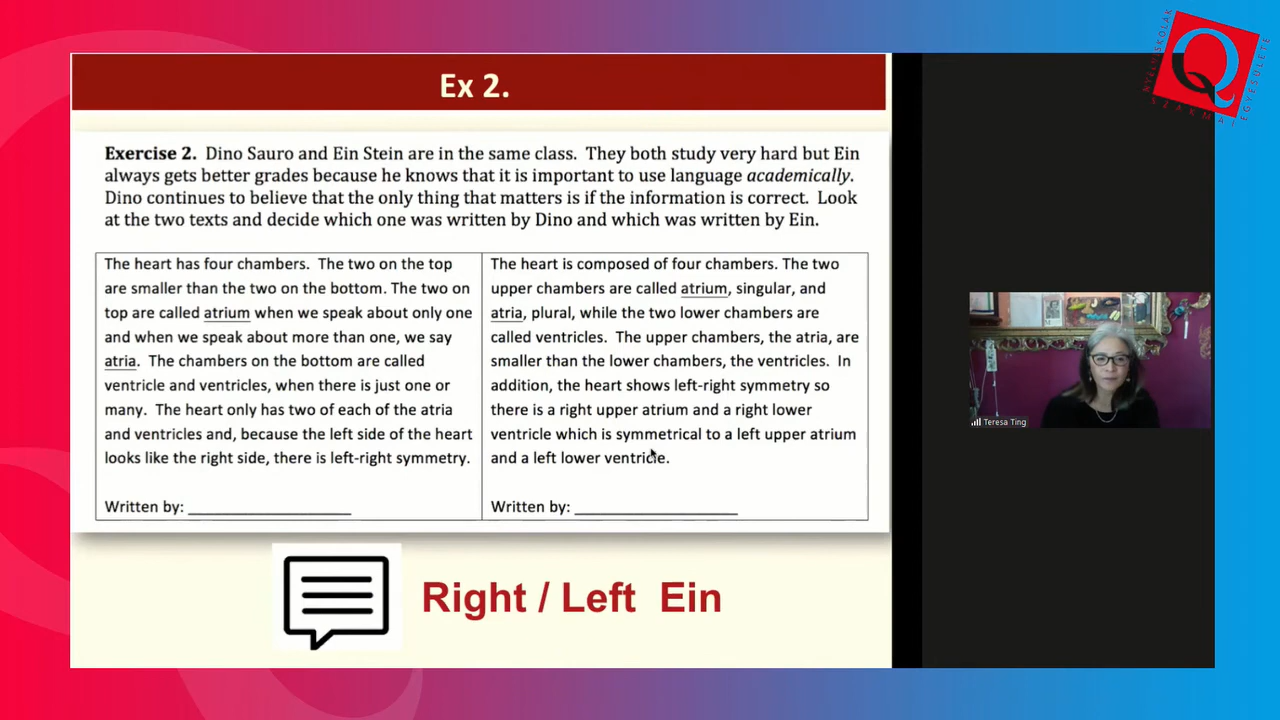 Ex 2.
Exercise 2. Dino Sauro and Ein Stein are in the same class. They both study very hard but Ein
always gets better grades because he knows that it is important to use language academically.
Dino continues to believe that the only thing that matters is if the information is correct. Look
at the two texts and decide which one was written by Dino and which was written by Ein.
The heart has four chambers. The two on the top
are smaller than the two on the bottom. The two on
top are called atrium when we speak about only one
and when we speak about more than one, we say
atria. The chambers on the bottom are called
ventricle and ventricles, when there is just one or
many. The heart only has two of each of the atria
and ventricles and, because the left side of the heart
looks like the right side, there is left-right symmetry.
Written by: ____________________
The heart is composed of four chambers. The two
upper chambers are called atrium, singular, and
atria, plural, while the two lower chambers are
called ventricles. The upper chambers, the atria, are
smaller than the lower chambers, the ventricles. In
addition, the heart shows left-right symmetry so
there is a right upper atrium and a right lower
ventricle which is symmetrical to a left upper atrium
and a left lower ventricle.
Written by: ____________________
Right / Left Ein
Teresa Ting
NYELVISKOLÁK
SZAKMAI
EGYESÜLETE
Q